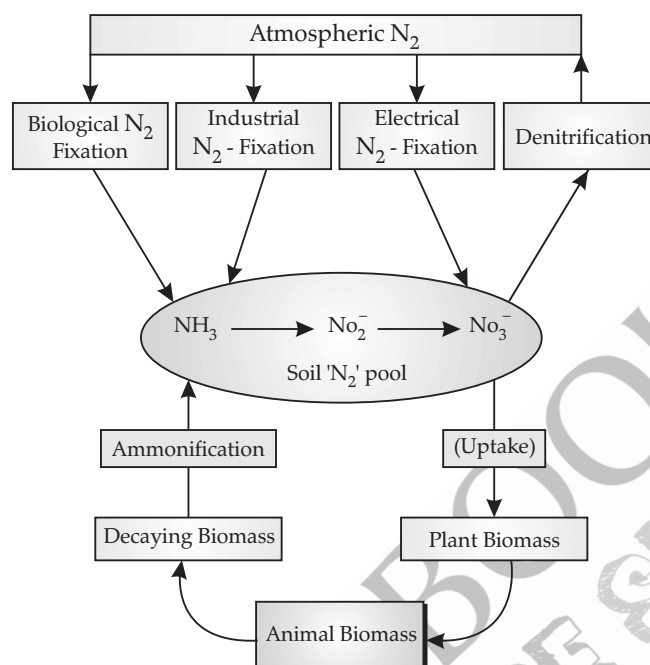 Atmospheric N₂
Biological N₂
Fixation
Industrial
N₂ - Fixation
Electrical
N₂ - Fixation
Denitrification
NH₃ No₂⁻ No₃⁻
Soil 'N₂' pool
Ammonification
(Uptake)
Decaying Biomass
Plant Biomass
Animal Biomass